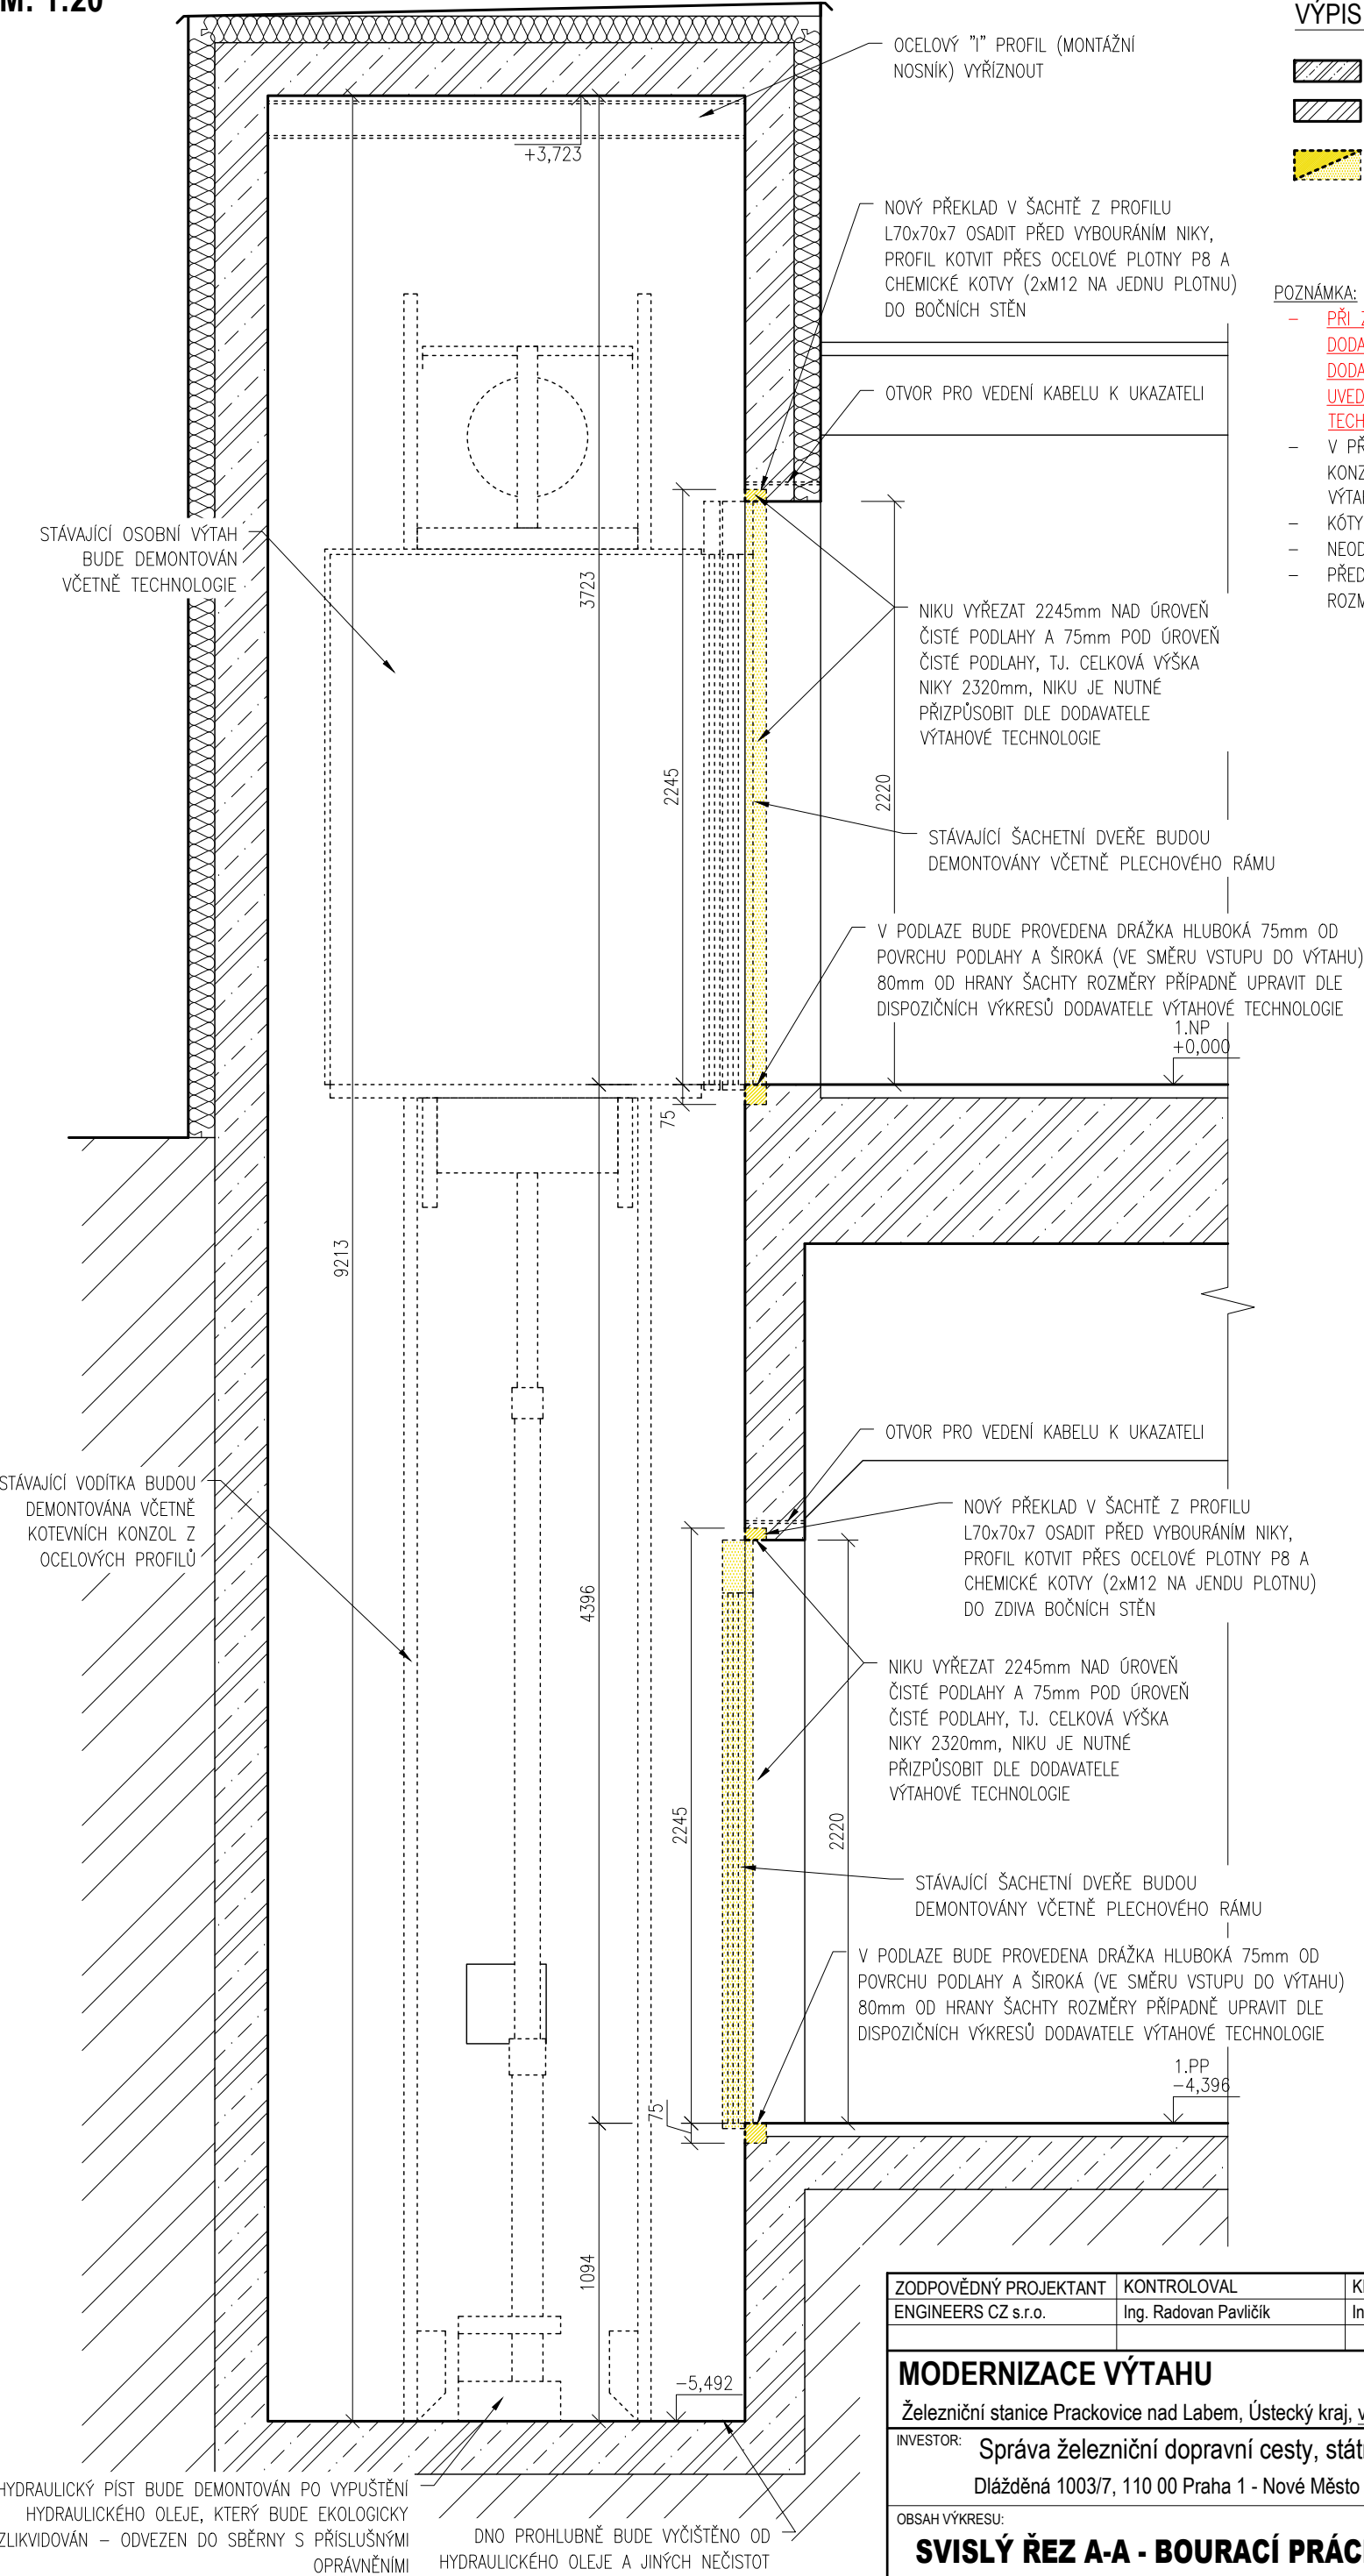 M. 1:20
VÝPIS
OCELOVÝ "I" PROFIL (MONTÁŽNÍ
NOSNÍK) VYŘÍZNOUT
+3,723
NOVÝ PŘEKLAD V ŠACHTĚ Z PROFILU
L70x70x7 OSADIT PŘED VYBOURÁNÍM NIKY,
PROFIL KOTVIT PŘES OCELOVÉ PLOTNY P8 A
CHEMICKÉ KOTVY (2xM12 NA JEDNU PLOTNU)
DO BOČNÍCH STĚN
POZNÁMKA:
- PŘI
DODA
DODA
UVED
TECH
- V PŘ
KONZ
VÝTA
- KÓTY
- NEOD
- PŘED
ROZM
OTVOR PRO VEDENÍ KABELU K UKAZATELI
STÁVAJÍCÍ OSOBNÍ VÝTAH
BUDE DEMONTOVÁN
VČETNĚ TECHNOLOGIE
3723
NIKU VYŘEZAT 2245mm NAD ÚROVEŇ
ČISTÉ PODLAHY A 75mm POD ÚROVEŇ
ČISTÉ PODLAHY, TJ. CELKOVÁ VÝŠKA
NIKY 2320mm, NIKU JE NUTNÉ
PŘIZPŮSOBIT DLE DODAVATELE
VÝTAHOVÉ TECHNOLOGIE
2245
2220
STÁVAJÍCÍ ŠACHETNÍ DVEŘE BUDOU
DEMONTOVÁNY VČETNĚ PLECHOVÉHO RÁMU
V PODLAZE BUDE PROVEDENA DRÁŽKA HLUBOKÁ 75mm OD
POVRCHU PODLAHY A ŠIROKÁ (VE SMĚRU VSTUPU DO VÝTAHU)
80mm OD HRANY ŠACHTY ROZMĚRY PŘÍPADNĚ UPRAVIT DLE
DISPOZIČNÍCH VÝKRESŮ DODAVATELE VÝTAHOVÉ TECHNOLOGIE
1.NP
+0,000
75
9213
OTVOR PRO VEDENÍ KABELU K UKAZATELI
STÁVAJÍCÍ VODÍTKA BUDOU
DEMONTOVÁNA VČETNĚ
KOTEVNÍCH KONZOL Z
OCELOVÝCH PROFILŮ
NOVÝ PŘEKLAD V ŠACHTĚ Z PROFILU
L70x70x7 OSADIT PŘED VYBOURÁNÍM NIKY,
PROFIL KOTVIT PŘES OCELOVÉ PLOTNY P8 A
CHEMICKÉ KOTVY (2xM12 NA JENDU PLOTNU)
DO ZDIVA BOČNÍCH STĚN
4396
NIKU VYŘEZAT 2245mm NAD ÚROVEŇ
ČISTÉ PODLAHY A 75mm POD ÚROVEŇ
ČISTÉ PODLAHY, TJ. CELKOVÁ VÝŠKA
NIKY 2320mm, NIKU JE NUTNÉ
PŘIZPŮSOBIT DLE DODAVATELE
VÝTAHOVÉ TECHNOLOGIE
2245
2220
STÁVAJÍCÍ ŠACHETNÍ DVEŘE BUDOU
DEMONTOVÁNY VČETNĚ PLECHOVÉHO RÁMU
V PODLAZE BUDE PROVEDENA DRÁŽKA HLUBOKÁ 75mm OD
POVRCHU PODLAHY A ŠIROKÁ (VE SMĚRU VSTUPU DO VÝTAHU)
80mm OD HRANY ŠACHTY ROZMĚRY PŘÍPADNĚ UPRAVIT DLE
DISPOZIČNÍCH VÝKRESŮ DODAVATELE VÝTAHOVÉ TECHNOLOGIE
1.PP
-4,396
75
1094
-5,492
ZODPOVĚDNÝ PROJEKTANT KONTROLOVAL
ENGINEERS CZ s.r.o. Ing. Radovan Pavličík
MODERNIZACE VÝTAHU
Železniční stanice Prackovice nad Labem, Ústecký kraj, v
INVESTOR: Správa železniční dopravní cesty, stát
Dlážděná 1003/7, 110 00 Praha 1 - Nové Město
OBSAH VÝKRESU:
SVISLÝ ŘEZ A-A - BOURACÍ PRÁC
HYDRAULICKÝ PÍST BUDE DEMONTOVÁN PO VYPUŠTĚNÍ
HYDRAULICKÉHO OLEJE, KTERÝ BUDE EKOLOGICKY
ZLIKVIDOVÁN – ODVEZEN DO SBĚRNY S PŘÍSLUŠNÝMI
OPRÁVNĚNÍMI
DNO PROHLUBNĚ BUDE VYČIŠTĚNO OD
HYDRAULICKÉHO OLEJE A JINÝCH NEČISTOT